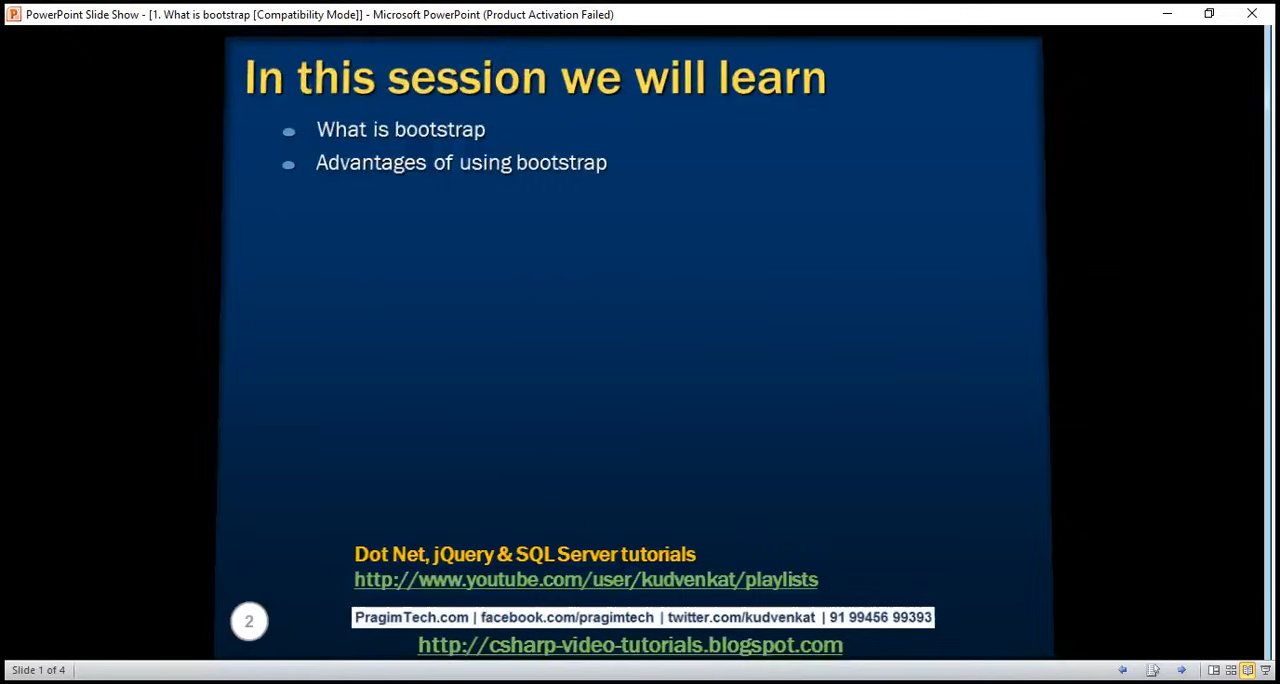 PowerPoint Slide Show - [1. What is bootstrap [Compatibility Mode]] - Microsoft PowerPoint (Product Activation Failed)
In this session we will learn
What is bootstrap
Advantages of using bootstrap
Dot Net, jQuery & SQL Server tutorials
http://www.youtube.com/user/kudvenkat/playlists
2
PragimTech.com | facebook.com/pragimtech | twitter.com/kudvenkat | 91 99456 99393
http://csharp-video-tutorials.blogspot.com
Slide 1 of 4